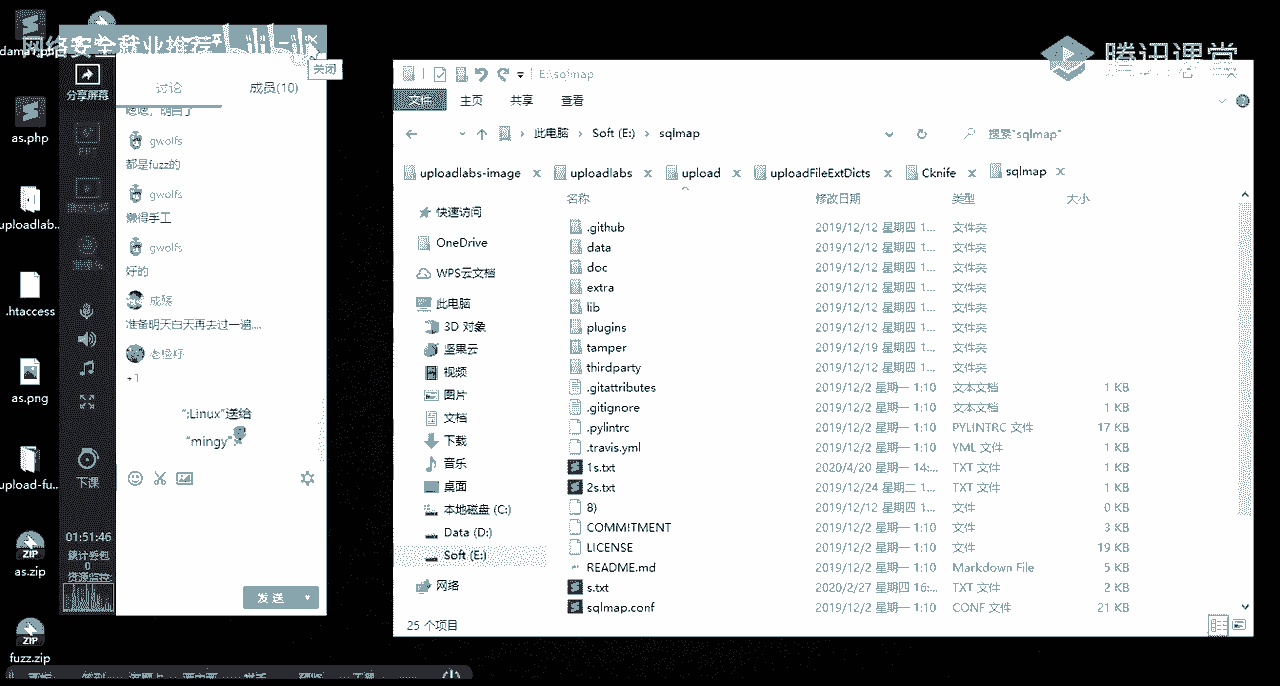 网络安全就业推荐
bilibili
腾讯课堂
关闭
as.php
uploadlab..
.htaccess
as.png
upload-fu..
as.zip
fuzz.zip
分享屏幕
下课
01:51:46
统计丢包
0
资源监控:
讨论
成员(10)
嗯嗯，明白了
gwolfs
都是fuzz的
gwolfs
懒得手工
gwolfs
好的
准备明天白天再去过一遍....
+1
“;Linux”送给
“mingy”
发 送
E:\sqlmap
文件
主页
共享
查看
此电脑
Soft (E:)
sqlmap
搜索"sqlmap"
uploadlabs-image
uploadlabs
upload
uploadFileExtDicts
Cknife
sqlmap
名称
修改日期
类型
大小
快速访问
OneDrive
WPS云文档
此电脑
3D 对象
坚果云
视频
图片
文档
下载
音乐
桌面
本地磁盘 (C:)
Data (D:)
Soft (E:)
网络
.github 2019/12/12 星期四 1... 文件夹
data 2019/12/12 星期四 1... 文件夹
doc 2019/12/12 星期四 1... 文件夹
extra 2019/12/12 星期四 1... 文件夹
lib 2019/12/12 星期四 1... 文件夹
plugins 2019/12/12 星期四 1... 文件夹
tamper 2019/12/19 星期四 1... 文件夹
thirdparty 2019/12/12 星期四 1... 文件夹
.gitattributes 2019/12/2 星期一 1:10 文本文档 1 KB
.gitignore 2019/12/2 星期一 1:10 文本文档 1 KB
.pylintrc 2019/12/2 星期一 1:10 PYLINTRC 文件 17 KB
.travis.yml 2019/12/2 星期一 1:10 YML 文件 1 KB
1s.txt 2020/4/20 星期一 14:... TXT 文件 1 KB
2s.txt 2019/12/24 星期二 1... TXT 文件 1 KB
8) 2019/12/12 星期四 1... 文件 0 KB
COMMITMENT 2019/12/2 星期一 1:10 文件 3 KB
LICENSE 2019/12/2 星期一 1:10 文件 19 KB
README.md 2019/12/2 星期一 1:10 Markdown File 5 KB
s.txt 2020/2/27 星期四 16:... TXT 文件 2 KB
sqlmap.conf 2019/12/2 星期一 1:10 CONF 文件 21 KB
25 个项目